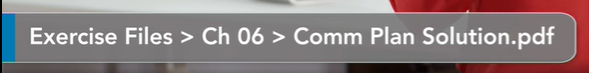 Exercise Files > Ch 06 > Comm Plan Solution.pdf